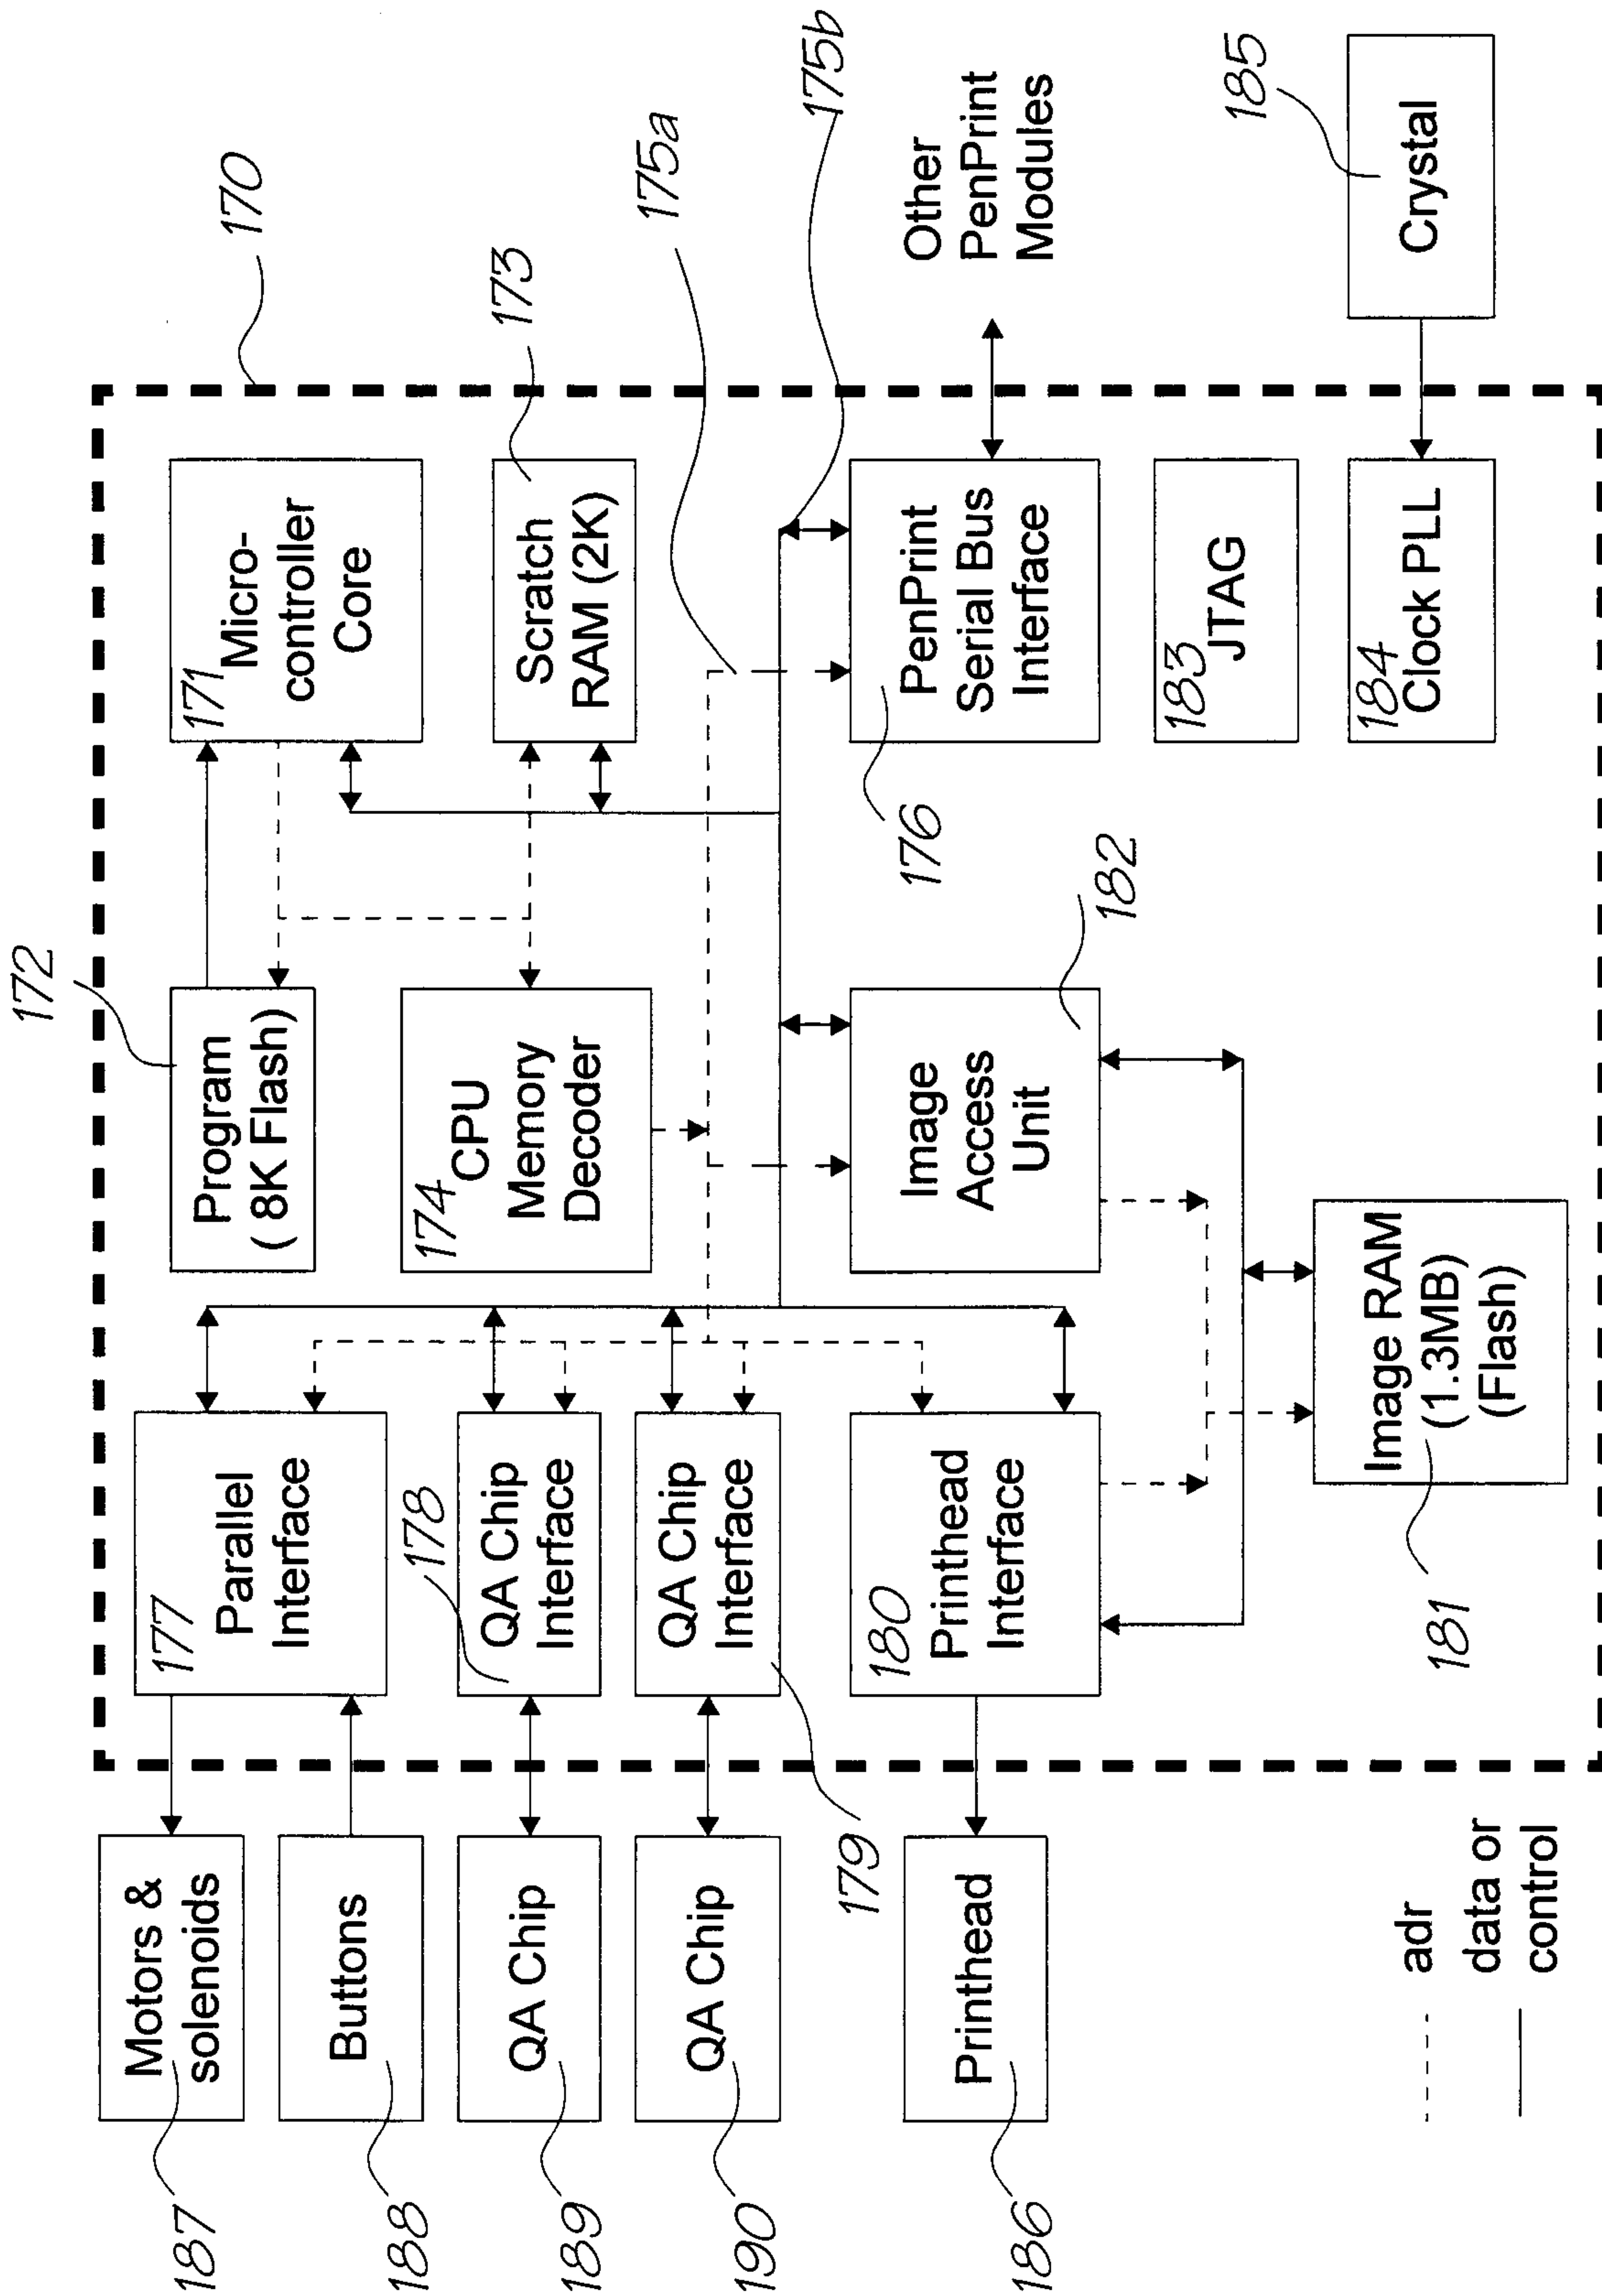 170
187
Motors &
solenoids
177
Parallel
Interface
172
Program
( 8K Flash)
171
Micro-
controller
Core
188
Buttons
178
174
CPU
Memory
Decoder
173
Scratch
RAM (2K)
189
QA Chip
QA Chip
Interface
175a
190
QA Chip
QA Chip
Interface
175b
179
176
186
Printhead
180
Printhead
Interface
Image
Access
Unit
182
PenPrint
Serial Bus
Interface
Other
PenPrint
Modules
183
JTAG
181
Image RAM
(1.3MB)
(Flash)
184
Clock PLL
185
Crystal
adr
data or
control